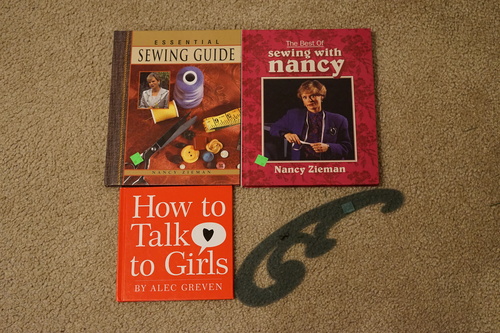 ESSENTIAL
SEWING GUIDE
NANCY ZIEMAN
The Best Of
sewing with
nancy
Nancy Zieman
How to
Talk
to Girls
BY ALEC GREVEN